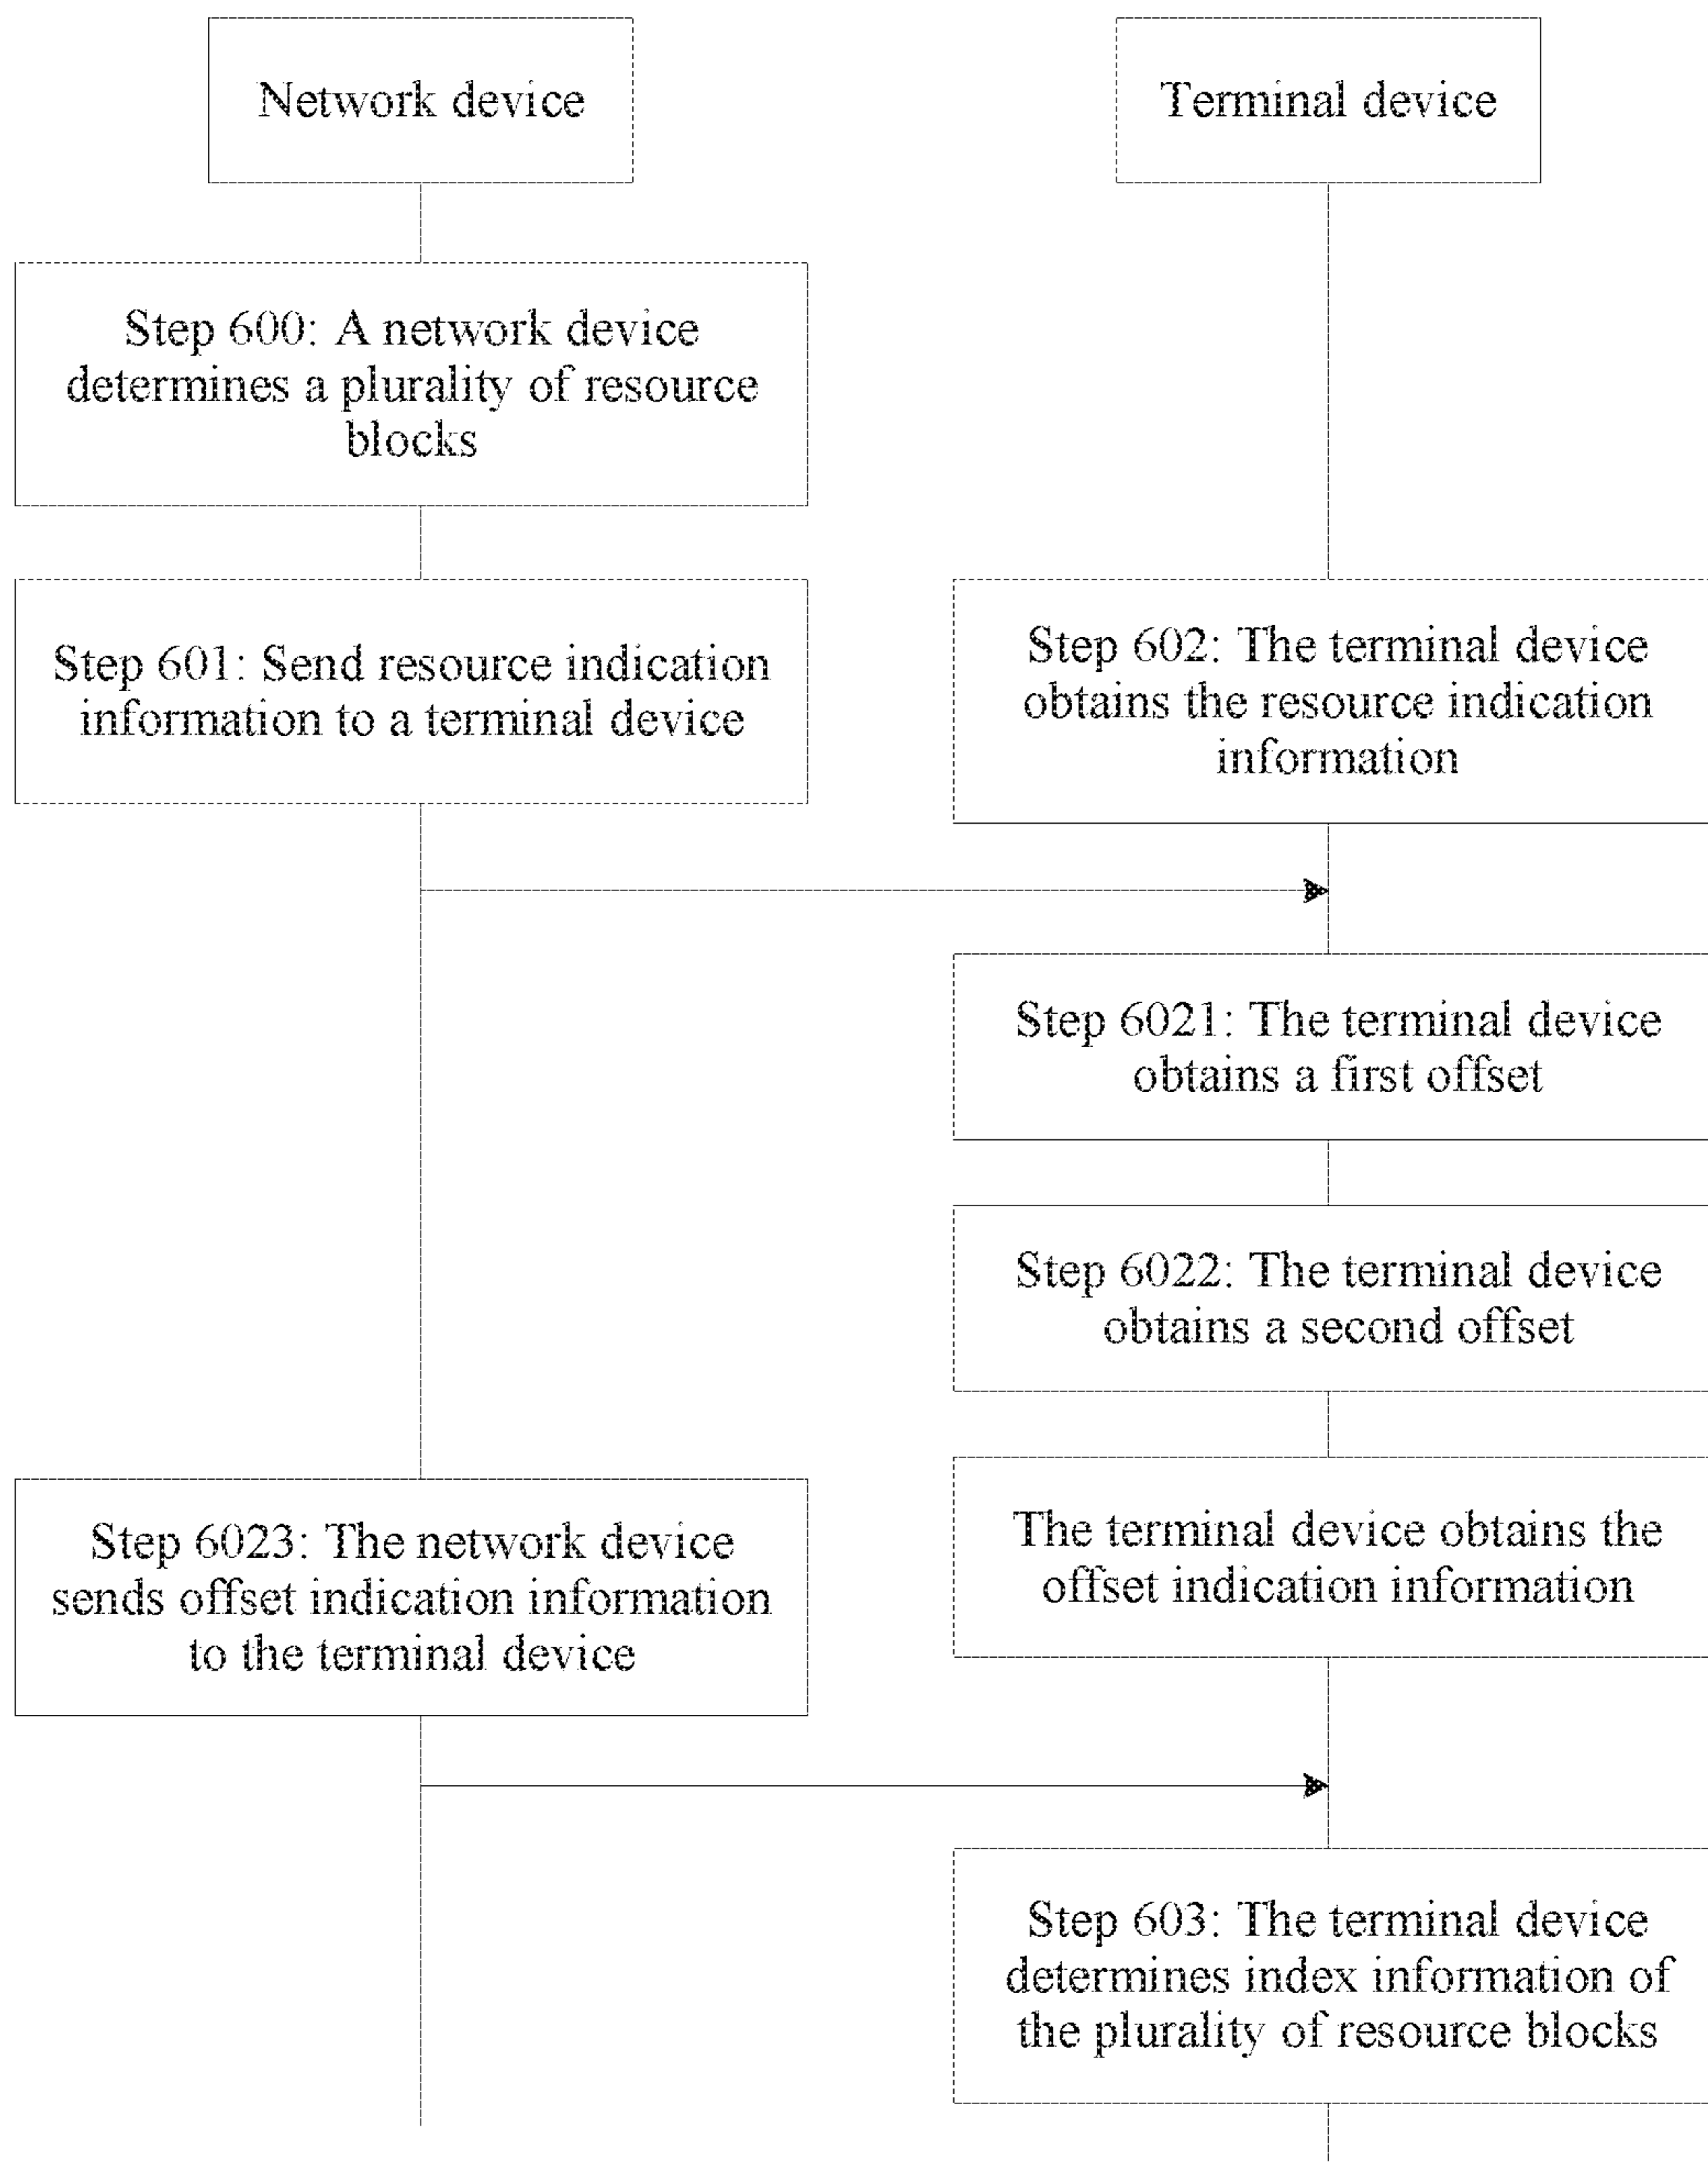 Network device
Terminal device
Step 600: A network device
determines a plurality of resource
blocks
Step 601: Send resource indication
information to a terminal device
Step 602: The terminal device
obtains the resource indication
information
Step 6021: The terminal device
obtains a first offset
Step 6022: The terminal device
obtains a second offset
Step 6023: The network device
sends offset indication information
to the terminal device
The terminal device obtains the
offset indication information
Step 603: The terminal device
determines index information of
the plurality of resource blocks